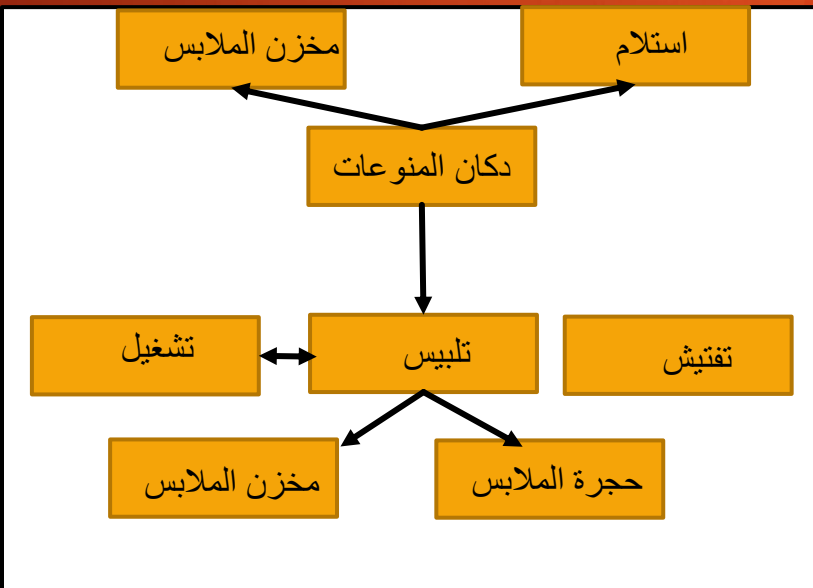 استلام
مخزن الملابس
دكان المنوعات
تفتيش
تلبيس
تشغيل
حجرة الملابس
مخزن الملابس